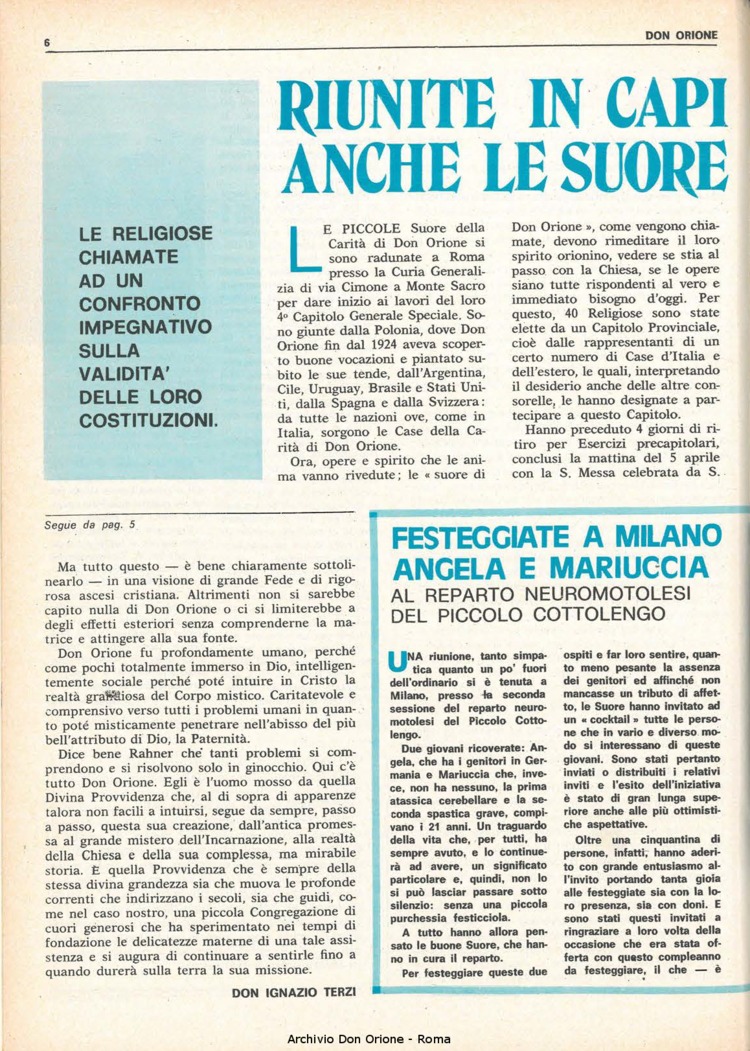 6
DON ORIONE
RIUNITE IN CAPI
ANCHE LE SUORE
LE RELIGIOSE
CHIAMATE
AD UN
CONFRONTO
IMPEGNATIVO
SULLA
VALIDITA'
DELLE LORO
COSTITUZIONI.
LE PICCOLE Suore della
Carità di Don Orione si
sono radunate a Roma
presso la Curia Generali-
zia di via Cimone a Monte Sacro
per dare inizio ai lavori del loro
4º Capitolo Generale Speciale. So-
no giunte dalla Polonia, dove Don
Orione fin dal 1924 aveva scoper-
to buone vocazioni e piantato su-
bito le sue tende, dall'Argentina,
Cile, Uruguay, Brasile e Stati Uni-
ti, dalla Spagna e dalla Svizzera:
da tutte le nazioni ove, come in
Italia, sorgono le Case della Ca-
rità di Don Orione.
Ora, opere e spirito che le ani-
ma vanno rivedute; le « suore di
Don Orione », come vengono chia-
mate, devono rimeditare il loro
spirito orionino, vedere se stia al
passo con la Chiesa, se le opere
siano tutte rispondenti al vero e
immediato bisogno d'oggi. Per
questo, 40 Religiose sono state
elette da un Capitolo Provinciale,
cioè dalle rappresentanti di un
certo numero di Case d'Italia e
dell'estero, le quali, interpretando
il desiderio anche delle altre con-
sorelle, le hanno designate a par-
tecipare a questo Capitolo.
Hanno preceduto 4 giorni di ri-
tiro per Esercizi precapitolari,
conclusi la mattina del 5 aprile
con la S. Messa celebrata da S.
Segue da pag. 5
Ma tutto questo — è bene chiaramente sottoli-
nearlo — in una visione di grande Fede e di rigo-
rosa ascesi cristiana. Altrimenti non si sarebbe
capito nulla di Don Orione o ci si limiterebbe a
degli effetti esteriori senza comprenderne la ma-
trice e attingere alla sua fonte.
Don Orione fu profondamente umano, perché
come pochi totalmente immerso in Dio, intelligen-
temente sociale perché poté intuire in Cristo la
realtà grandiosa del Corpo mistico. Caritatevole e
comprensivo verso tutti i problemi umani in quan-
to poté misticamente penetrare nell'abisso del più
bell'attributo di Dio, la Paternità.
Dice bene Rahner che tanti problemi si com-
prendono e si risolvono solo in ginocchio. Qui c'è
tutto Don Orione. Egli è l'uomo mosso da quella
Divina Provvidenza che, al di sopra di apparenze
talora non facili a intuirsi, segue da sempre, passo
a passo, questa sua creazione, dall'antica promes-
sa al grande mistero dell'Incarnazione, alla realtà
della Chiesa e della sua complessa, ma mirabile
storia. È quella Provvidenza che è sempre della
stessa divina grandezza sia che muova le profonde
correnti che indirizzano i secoli, sia che guidi, co-
me nel caso nostro, una piccola Congregazione di
cuori generosi che ha sperimentato nei tempi di
fondazione le delicatezze materne di una tale assi-
stenza e si augura di continuare a sentirle fino a
quando durerà sulla terra la sua missione.
DON IGNAZIO TERZI
FESTEGGIATE A MILANO
ANGELA E MARIUCCIA
AL REPARTO NEUROMOTOLESI
DEL PICCOLO COTTOLENGO
UNA riunione, tanto simpa-
tica quanto un po' fuori
dell'ordinario si è tenuta a
Milano, presso la seconda
sessione del reparto neuro-
motolesi del Piccolo Cotto-
lengo.
Due giovani ricoverate: An-
gela, che ha i genitori in Ger-
mania e Mariuccia che, inve-
ce, non ha nessuno, la prima
atassica cerebellare e la se-
conda spastica grave, compi-
vano i 21 anni. Un traguardo
della vita che, per tutti, ha
sempre avuto, e lo continue-
rà ad avere, un significato
particolare e, quindi, non lo
si può lasciar passare sotto
silenzio: senza una piccola
purchessia festicciola.
A tutto hanno allora pen-
sato le buone Suore, che han-
no in cura il reparto.
Per festeggiare queste due
ospiti e far loro sentire, quan-
to meno pesante la assenza
dei genitori ed affinché non
mancasse un tributo di affet-
to, le Suore hanno invitato ad
un « cocktail » tutte le perso-
ne che in vario e diverso mo-
do si interessano di queste
giovani. Sono stati pertanto
inviati o distribuiti i relativi
inviti e l'esito dell'iniziativa
è stato di gran lunga supe-
riore anche alle più ottimisti-
che aspettative.
Oltre una cinquantina di
persone, infatti, hanno aderi-
to con grande entusiasmo al-
l'invito portando tanta gioia
alle festeggiate sia con la lo-
ro presenza, sia con doni. E
sono stati questi invitati a
ringraziare a loro volta della
occasione che era stata of-
ferta con questo compleanno
da festeggiare, il che — è
Archivio Don Orione - Roma